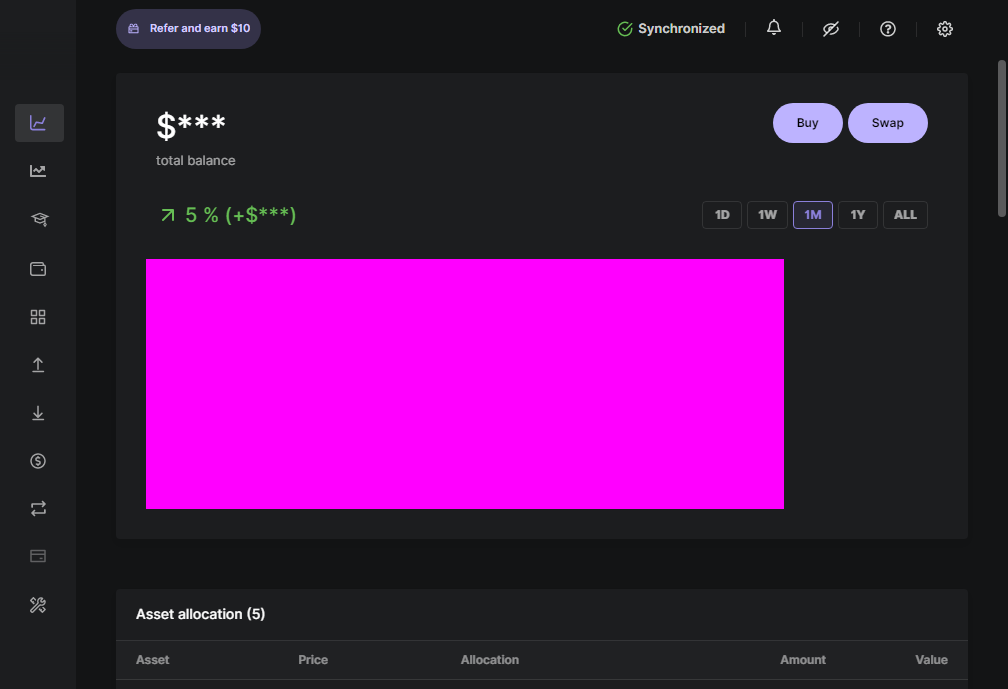 Refer and earn $10
Synchronized
$***
Buy
Swap
total balance
5 % (+$***)
1D
1W
1M
1Y
ALL
Asset allocation (5)
Asset Price Allocation Amount Value